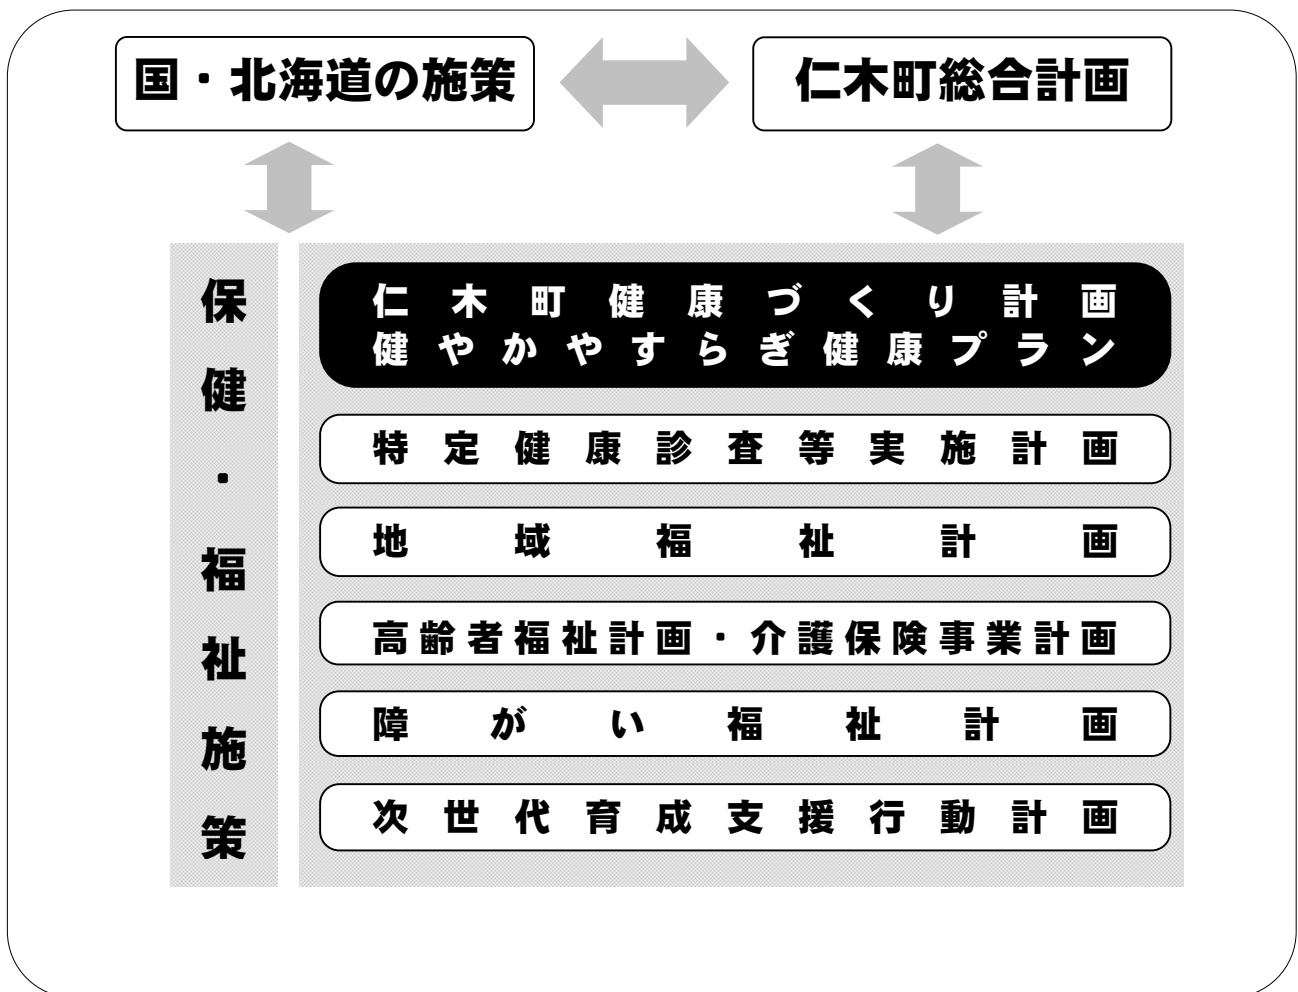 国・北海道の施策
仁木町総合計画
保健・福祉施策
仁木町健康づくり計画
健やかやすらぎ健康プラン
特定健康診査等実施計画
地域福祉計画
高齢者福祉計画・介護保険事業計画
障がい福祉計画
次世代育成支援行動計画